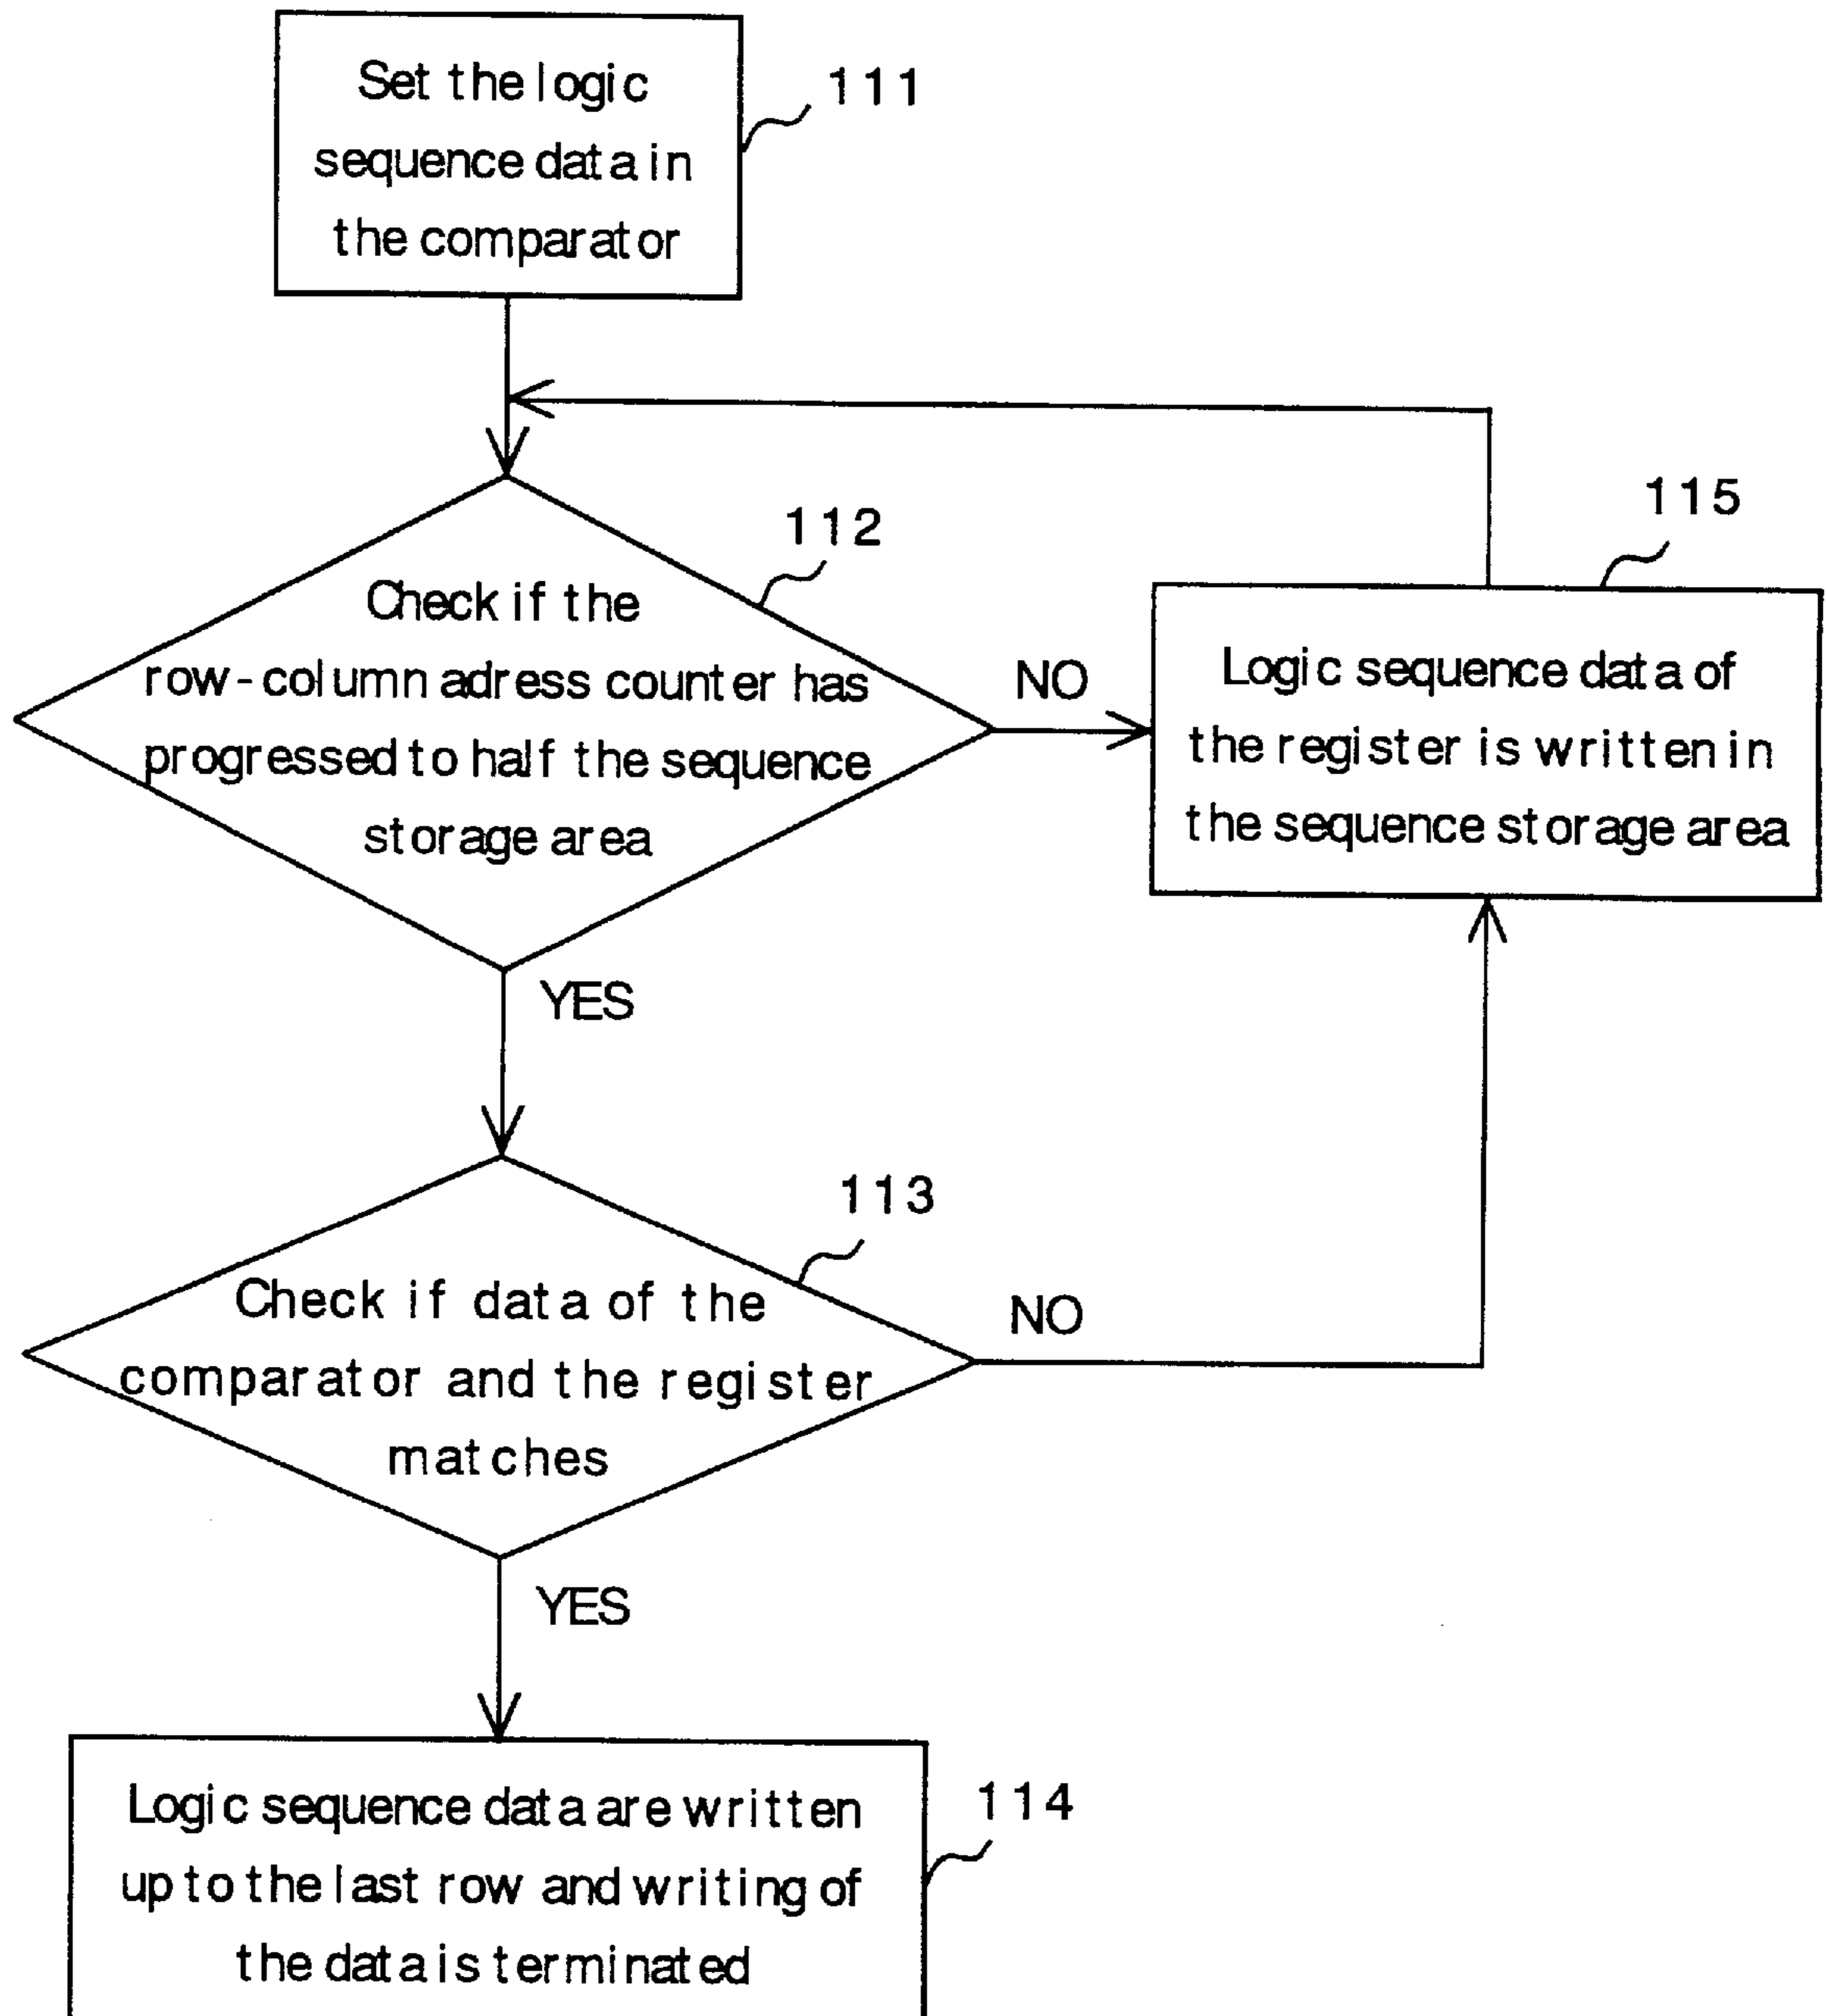 Set the logic
sequence data in
the comparator
111
112
Check if the
row-column adress counter has
progressed to half the sequence
storage area
NO
YES
115
Logic sequence data of
the register is written in
the sequence storage area
113
Check if data of the
comparator and the register
matches
NO
YES
Logic sequence data are written
up to the last row and writing of
the data is terminated
114